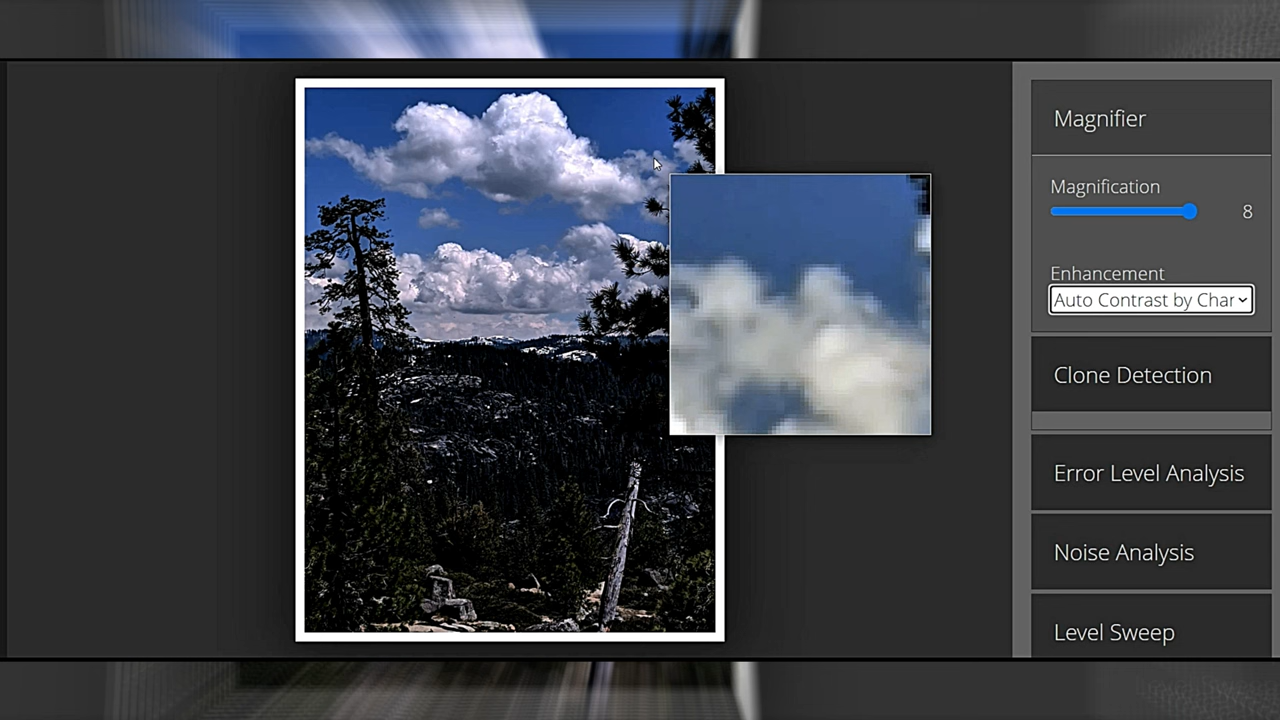 Magnifier
Magnification
8
Enhancement
Auto Contrast by Char
Clone Detection
Error Level Analysis
Noise Analysis
Level Sweep